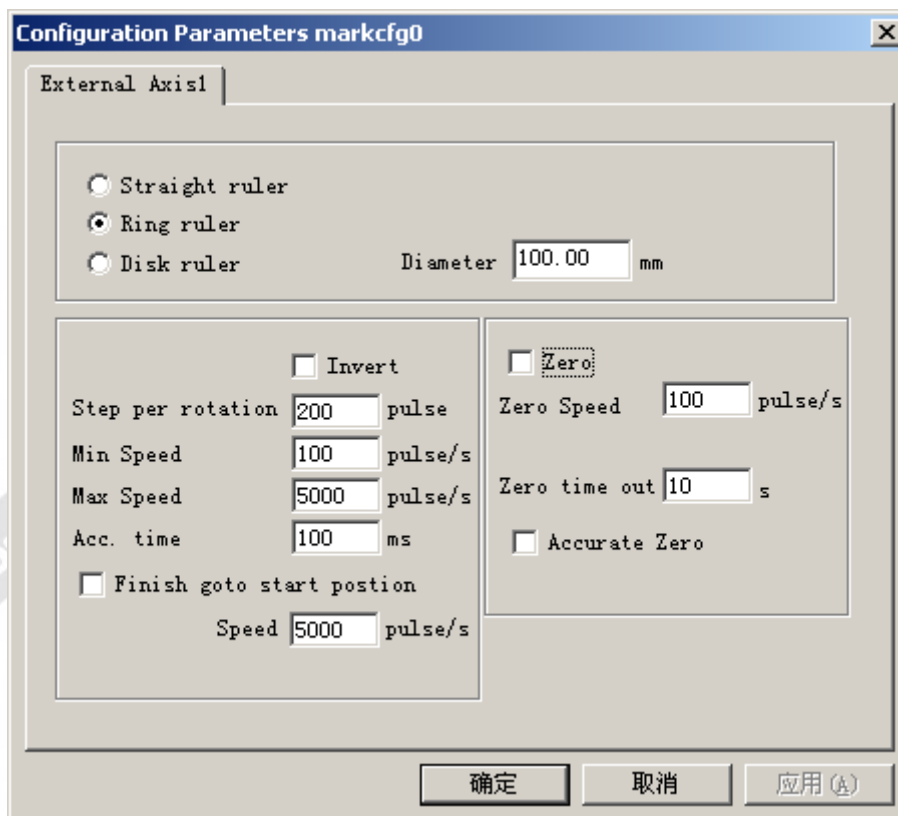 Configuration Parameters markcfg0
External Axis1
Straight ruler
Ring ruler
Disk ruler
Diameter 100.00 mm
Invert
Step per rotation 200 pulse
Min Speed 100 pulse/s
Max Speed 5000 pulse/s
Acc. time 100 ms
Finish goto start postion
Speed 5000 pulse/s
Zero
Zero Speed 100 pulse/s
Zero time out 10 s
Accurate Zero
确定 取消 应用(A)